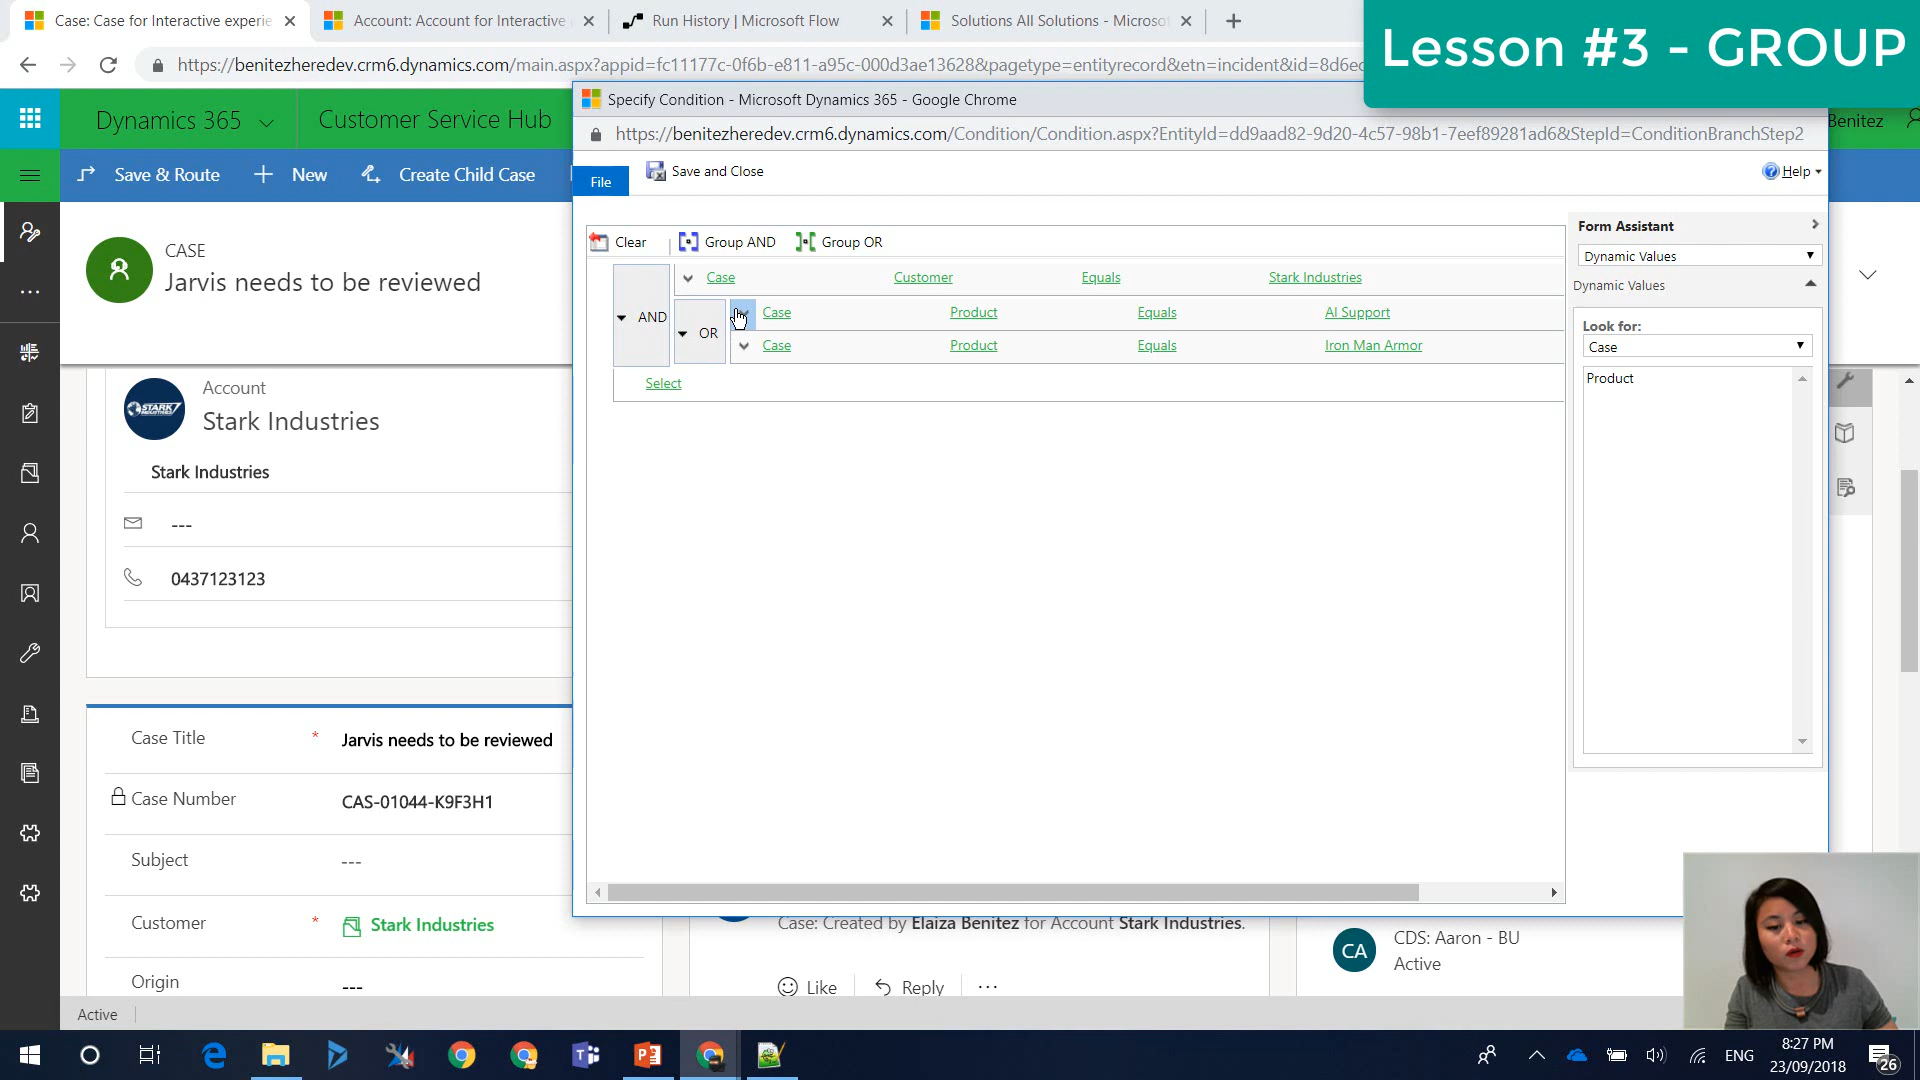 Case: Case for Interactive experie
Account: Account for Interactive
Run History | Microsoft Flow
Solutions All Solutions - Microso
Lesson #3 - GROUP
https://benitezheredev.crm6.dynamics.com/main.aspx?appid=fc11177c-0f6b-e811-a95c-000d3ae13628&pagetype=entityrecord&etn=incident&id=8d6ec
Dynamics 365
Customer Service Hub
Benitez
Save & Route
New
Create Child Case
CASE
Jarvis needs to be reviewed
Account
Stark Industries
STARK
Stark Industries
---
0437123123
Case Title
*
Jarvis needs to be reviewed
Case Number
CAS-01044-K9F3H1
Subject
---
Customer
*
Stark Industries
Origin
---
Active
Specify Condition - Microsoft Dynamics 365 - Google Chrome
https://benitezheredev.crm6.dynamics.com/Condition/Condition.aspx?EntityId=dd9aad82-9d20-4c57-98b1-7eef89281ad6&StepId=ConditionBranchStep2
File
Save and Close
Help
Clear
Group AND
Group OR
AND
Case Customer Equals Stark Industries
OR
Case Product Equals AI Support
Case Product Equals Iron Man Armor
Select
Form Assistant
Dynamic Values
Dynamic Values
Look for:
Case
Product
Case: Created by Elaiza Benitez for Account Stark Industries.
Like
Reply
CA
CDS: Aaron - BU
Active
ENG
8:27 PM
23/09/2018
26